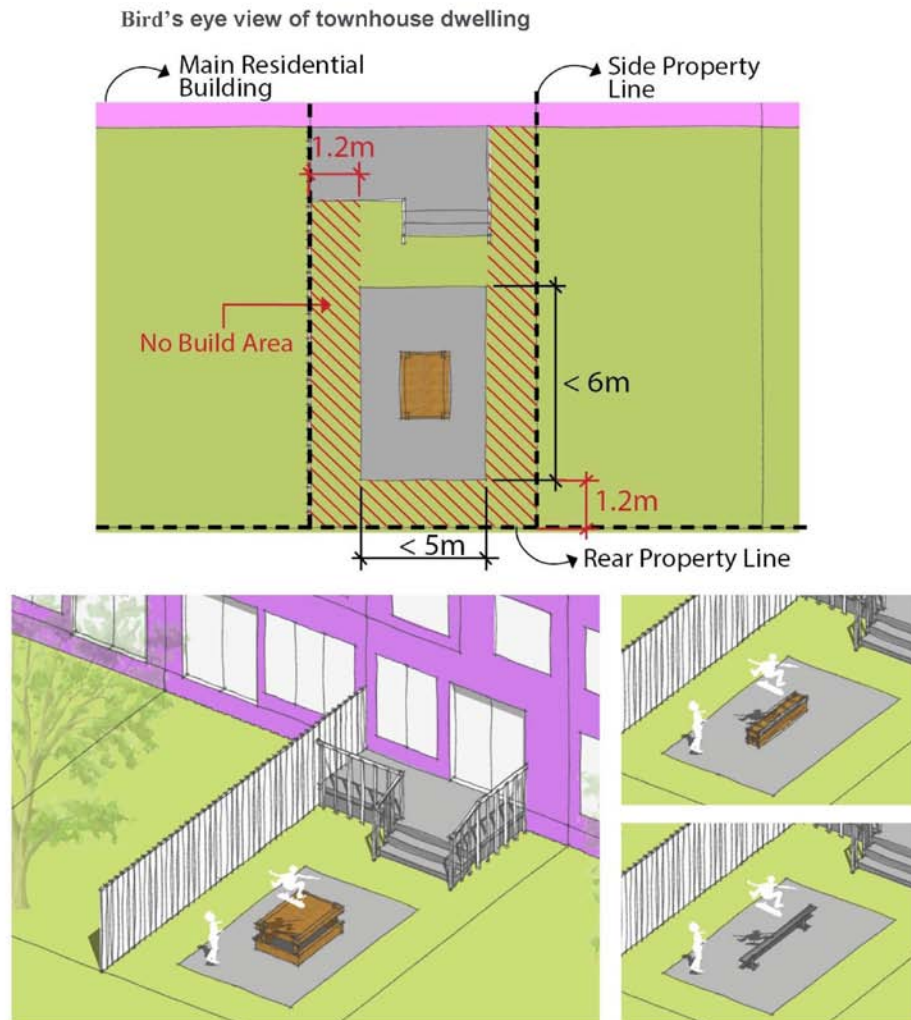 Bird's eye view of townhouse dwelling
Main Residential
Building
Side Property
Line
1.2m
No Build Area
< 6m
1.2m
< 5m
Rear Property Line